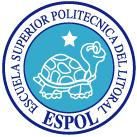 ESCUELA SUPERIOR POLITECNICA DEL LITORAL
ESPOL